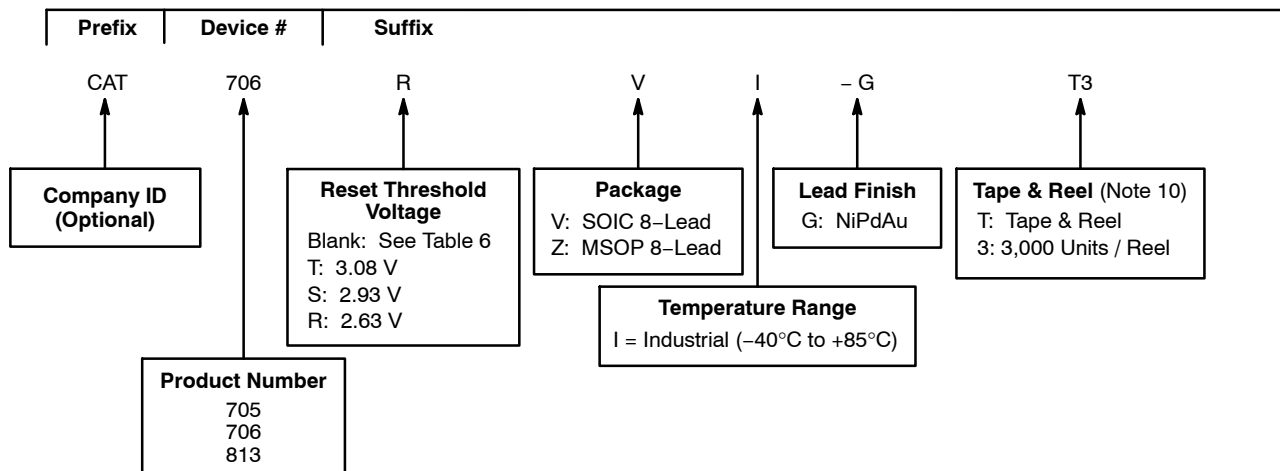 Prefix Device # Suffix
CAT 706 R V I – G T3
Company ID
(Optional)
Reset Threshold
Voltage
Blank: See Table 6
T: 3.08 V
S: 2.93 V
R: 2.63 V
Package
V: SOIC 8–Lead
Z: MSOP 8–Lead
Lead Finish
G: NiPdAu
Tape & Reel (Note 10)
T: Tape & Reel
3: 3,000 Units / Reel
Temperature Range
I = Industrial (–40°C to +85°C)
Product Number
705
706
813